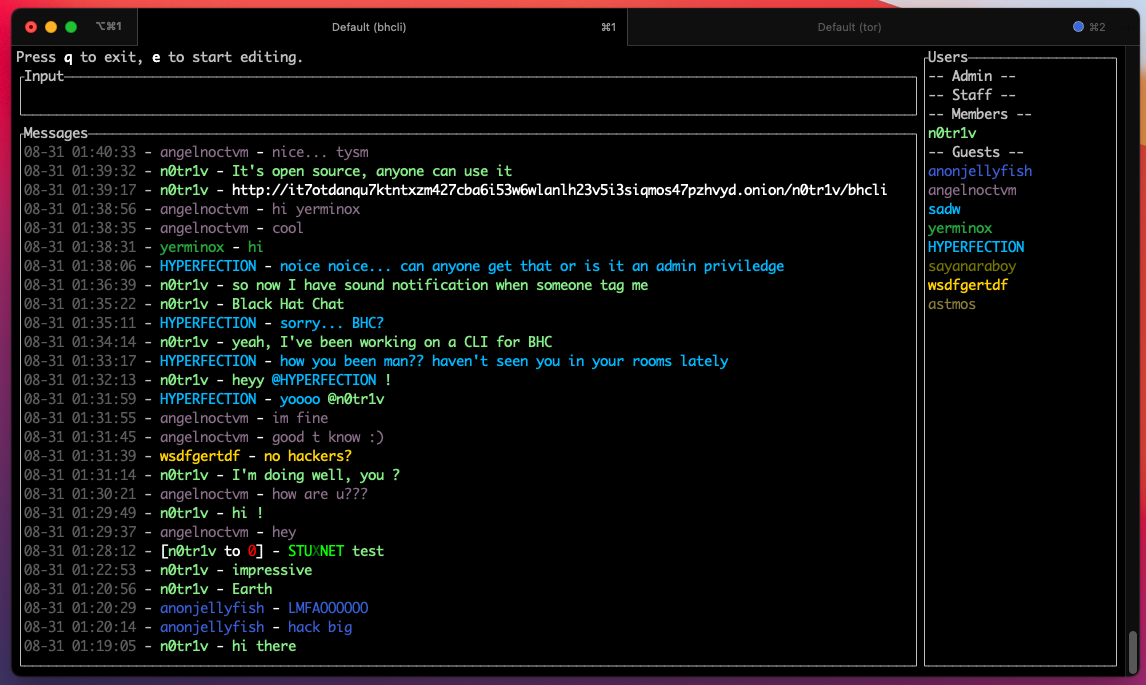 ⌥⌘1 Default (bhcli) ⌘1 Default (tor) ⌘2
Press q to exit, e to start editing.
Input
Messages
08-31 01:40:33 - angelnoctvm - nice... tysm
08-31 01:39:32 - n0tr1v - It's open source, anyone can use it
08-31 01:39:17 - n0tr1v - http://it7otdanqu7ktntxzm427cba6i53w6wlanlh23v5i3siqmos47pzhvyd.onion/n0tr1v/bhcli
08-31 01:38:56 - angelnoctvm - hi yerminox
08-31 01:38:35 - angelnoctvm - cool
08-31 01:38:31 - yerminox - hi
08-31 01:38:06 - HYPERFECTION - noice noice... can anyone get that or is it an admin priviledge
08-31 01:36:39 - n0tr1v - so now I have sound notification when someone tag me
08-31 01:35:22 - n0tr1v - Black Hat Chat
08-31 01:35:11 - HYPERFECTION - sorry... BHC?
08-31 01:34:14 - n0tr1v - yeah, I've been working on a CLI for BHC
08-31 01:33:17 - HYPERFECTION - how you been man?? haven't seen you in your rooms lately
08-31 01:32:13 - n0tr1v - heyy @HYPERFECTION !
08-31 01:31:59 - HYPERFECTION - yoooo @n0tr1v
08-31 01:31:55 - angelnoctvm - im fine
08-31 01:31:45 - angelnoctvm - good t know :)
08-31 01:31:39 - wsdfgertdf - no hackers?
08-31 01:31:14 - n0tr1v - I'm doing well, you ?
08-31 01:30:21 - angelnoctvm - how are u???
08-31 01:29:49 - n0tr1v - hi !
08-31 01:29:37 - angelnoctvm - hey
08-31 01:28:12 - [n0tr1v to 0] - STUXNET test
08-31 01:22:53 - n0tr1v - impressive
08-31 01:20:56 - n0tr1v - Earth
08-31 01:20:29 - anonjellyfish - LMFAOOOOOO
08-31 01:20:14 - anonjellyfish - hack big
08-31 01:19:05 - n0tr1v - hi there
Users
-- Admin --
-- Staff --
-- Members --
n0tr1v
-- Guests --
anonjellyfish
angelnoctvm
sadw
yerminox
HYPERFECTION
sayanaraboy
wsdfgertdf
astmos